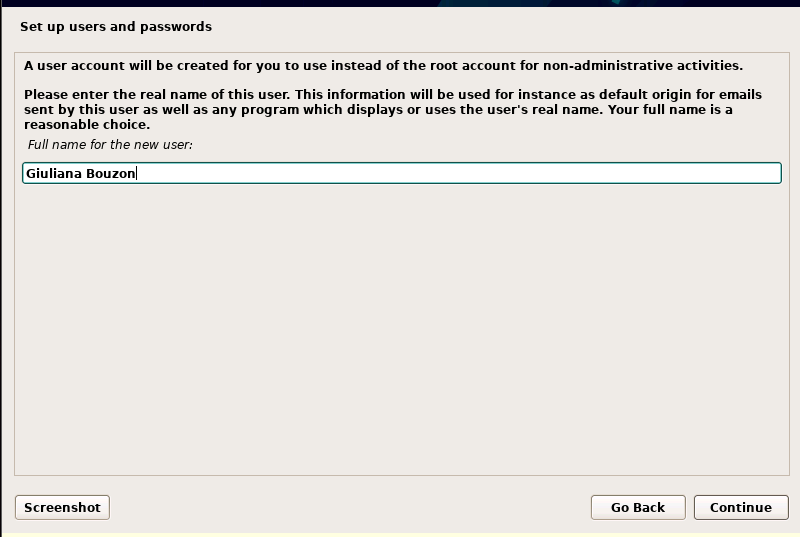 Set up users and passwords
A user account will be created for you to use instead of the root account for non-administrative activities.
Please enter the real name of this user. This information will be used for instance as default origin for emails
sent by this user as well as any program which displays or uses the user's real name. Your full name is a
reasonable choice.
Full name for the new user:
Giuliana Bouzon
Screenshot
Go Back
Continue